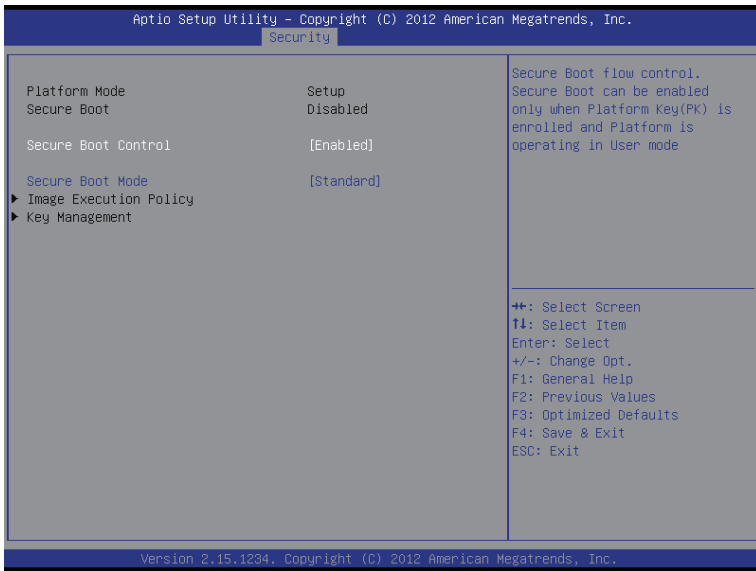 Aptio Setup Utility – Copyright (C) 2012 American Megatrends, Inc.
Security
Platform Mode Setup
Secure Boot Disabled
Secure Boot Control [Enabled]
Secure Boot Mode [Standard]
▶ Image Execution Policy
▶ Key Management
Secure Boot flow control.
Secure Boot can be enabled
only when Platform Key(PK) is
enrolled and Platform is
operating in User mode
→←: Select Screen
↑↓: Select Item
Enter: Select
+/-: Change Opt.
F1: General Help
F2: Previous Values
F3: Optimized Defaults
F4: Save & Exit
ESC: Exit
Version 2.15.1234. Copyright (C) 2012 American Megatrends, Inc.